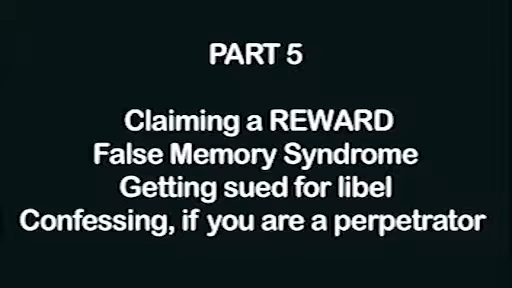 PART 5
Claiming a REWARD
False Memory Syndrome
Getting sued for libel
Confessing, if you are a perpetrator